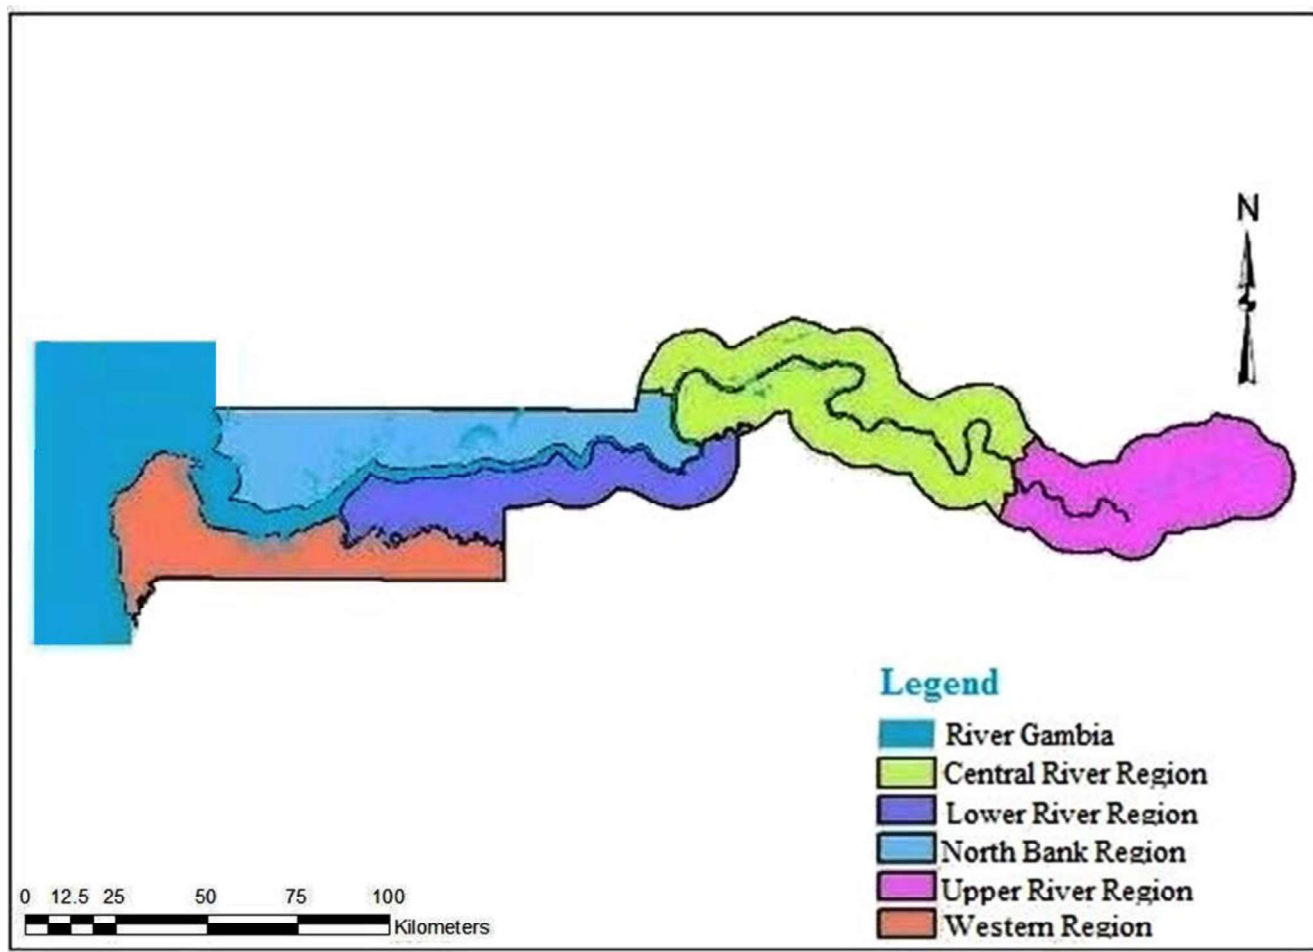 N
Legend
River Gambia
Central River Region
Lower River Region
North Bank Region
Upper River Region
Western Region
0 12.5 25 50 75 100
Kilometers